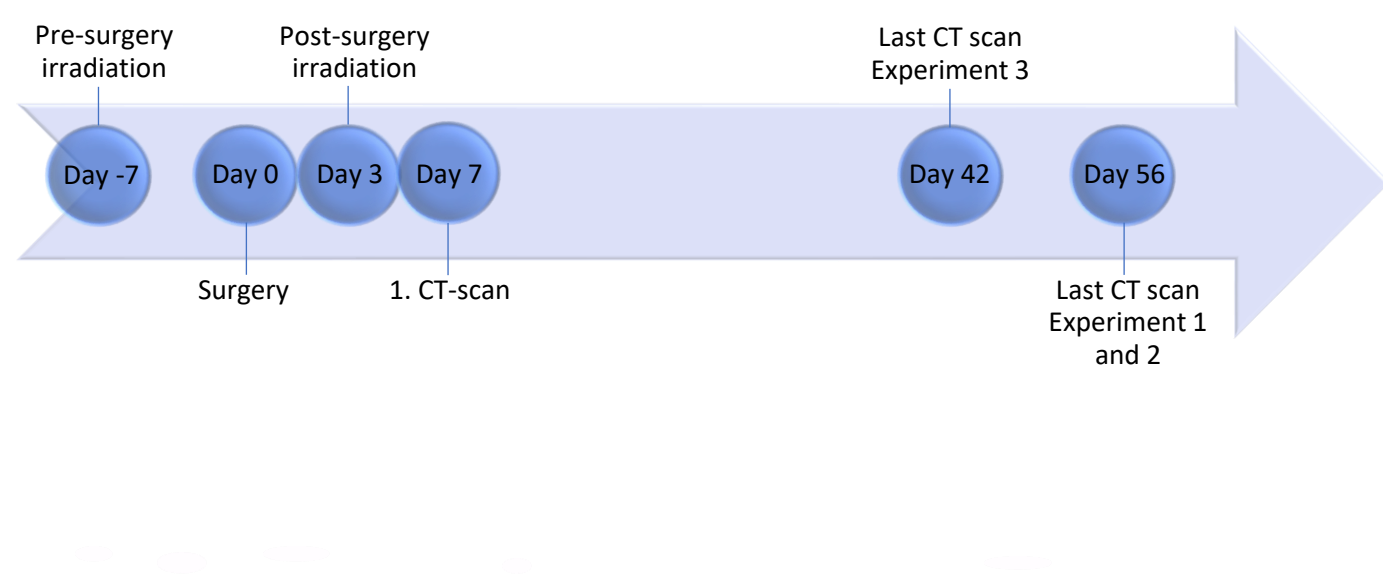 Pre-surgery
irradiation
Post-surgery
irradiation
Last CT scan
Experiment 3
Day -7
Day 0
Day 3
Day 7
Day 42
Day 56
Surgery
1. CT-scan
Last CT scan
Experiment 1
and 2